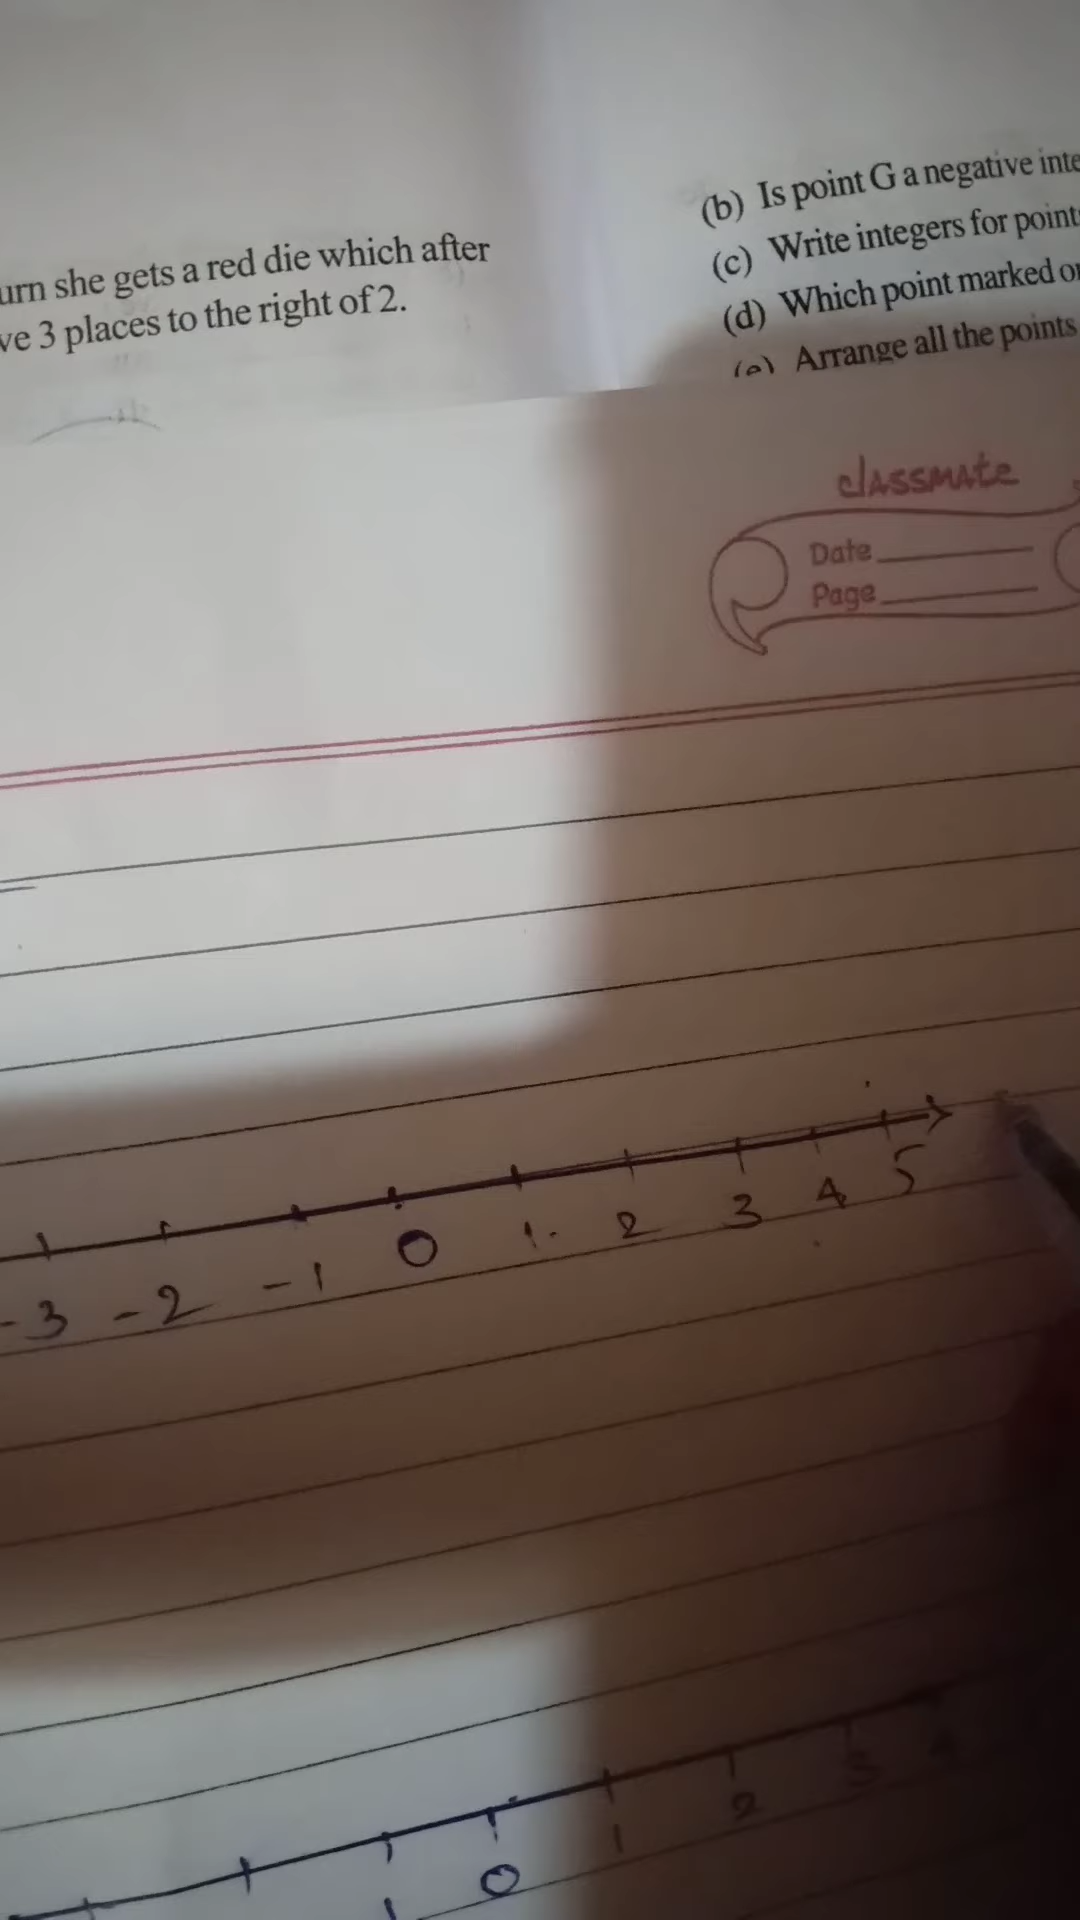 urn she gets a red die which after
ve 3 places to the right of 2.
(b) Is point G a negative inte
(c) Write integers for point
(d) Which point marked or
(e) Arrange all the points
classmate
Date
Page
-3 -2 -1 0 1 2 3 4 5
0 1 2 3